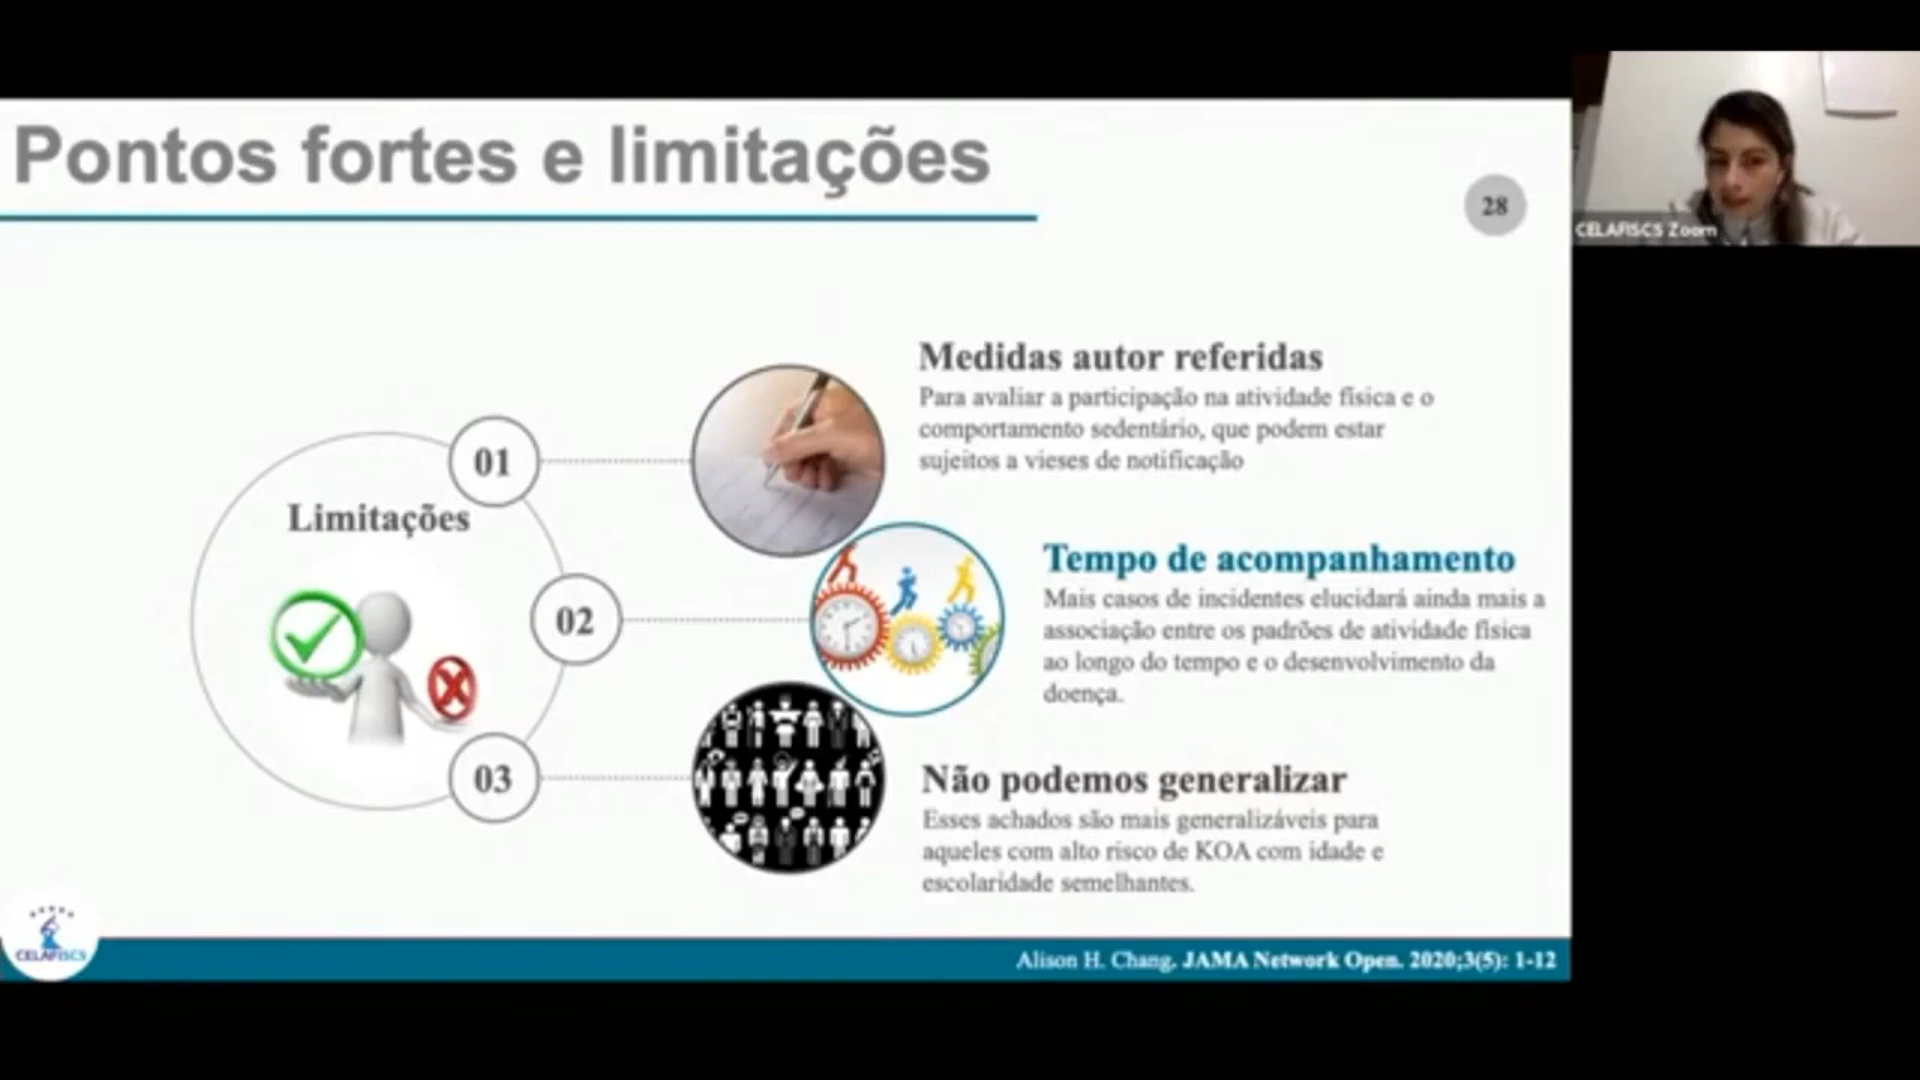 Pontos fortes e limitações
28
CELAFISCS Zoom
Medidas autor referidas
Para avaliar a participação na atividade física e o
comportamento sedentário, que podem estar
sujeitos a vieses de notificação
01
Limitações
Tempo de acompanhamento
Mais casos de incidentes elucidará ainda mais a
associação entre os padrões de atividade física
ao longo do tempo e o desenvolvimento da
doença.
02
03
Não podemos generalizar
Esses achados são mais generalizáveis para
aqueles com alto risco de KOA com idade e
escolaridade semelhantes.
CELAFISCS
Alison H. Chang. JAMA Network Open. 2020;3(5): 1-12